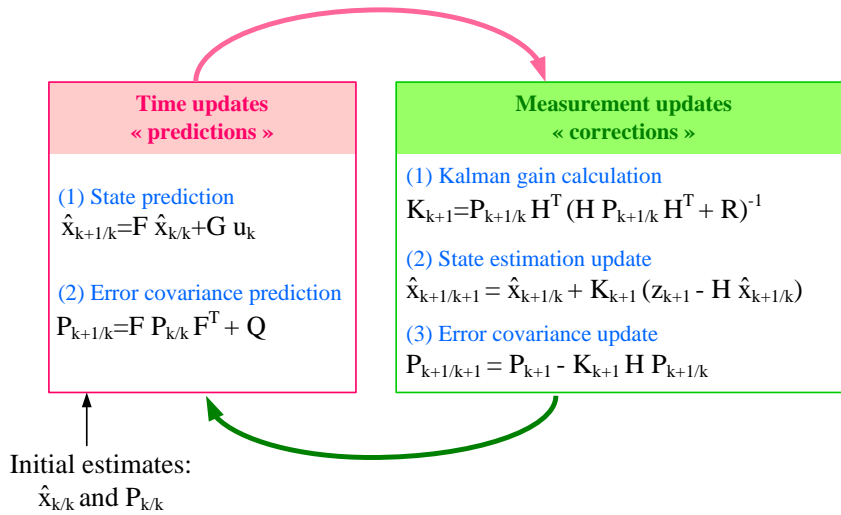 Time updates
« predictions »
(1) State prediction
x̂ₖ₊₁/ₖ=F x̂ₖ/ₖ+G uₖ
(2) Error covariance prediction
Pₖ₊₁/ₖ=F Pₖ/ₖ Fᵀ + Q
Initial estimates:
x̂ₖ/ₖ and Pₖ/ₖ
Measurement updates
« corrections »
(1) Kalman gain calculation
Kₖ₊₁=Pₖ₊₁/ₖ Hᵀ (H Pₖ₊₁/ₖ Hᵀ + R)⁻¹
(2) State estimation update
x̂ₖ₊₁/ₖ₊₁ = x̂ₖ₊₁/ₖ + Kₖ₊₁ (zₖ₊₁ - H x̂ₖ₊₁/ₖ)
(3) Error covariance update
Pₖ₊₁/ₖ₊₁ = Pₖ₊₁ - Kₖ₊₁ H Pₖ₊₁/ₖ